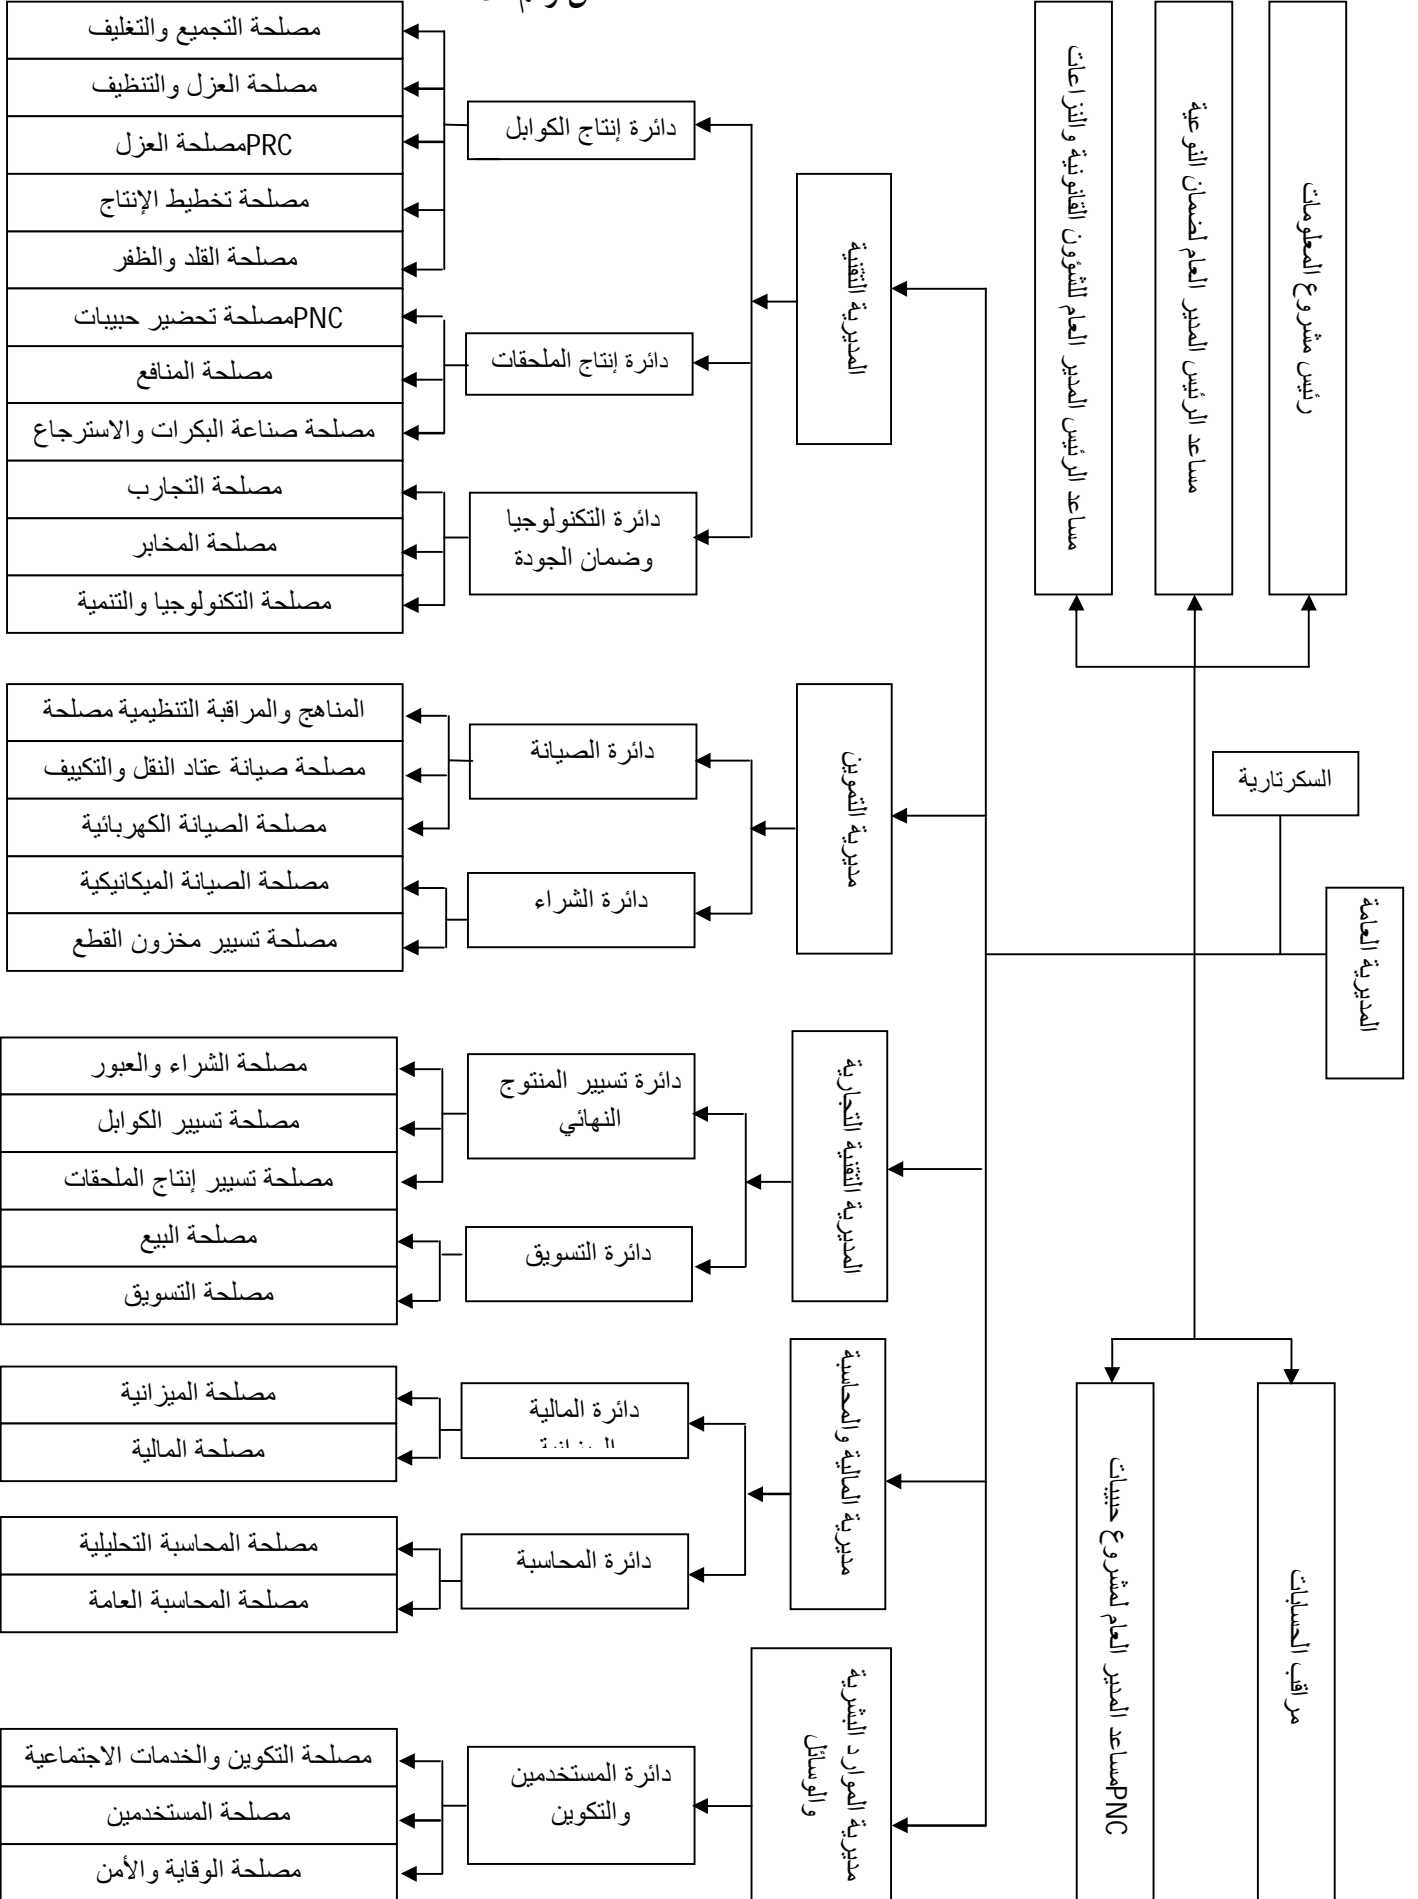 رئيس مشروع المعلومات
مساعد الرئيس المدير العام لضمان النوعية
مساعد الرئيس المدير العام للشؤون القانونية والنزاعات
السكرتارية
المديرية العامة
مراقب الحسابات
PNCمساعد المدير العام لمشروع حبيبات
المديرية التقنية
دائرة إنتاج الكوابل
مصلحة التجميع والتغليف
مصلحة العزل والتنظيف
PRCمصلحة العزل
مصلحة تخطيط الإنتاج
مصلحة القلد والظفر
دائرة إنتاج الملحقات
PNCمصلحة تحضير حبيبات
مصلحة المنافع
مصلحة صناعة البكرات والاسترجاع
دائرة التكنولوجيا
وضمان الجودة
مصلحة التجارب
مصلحة المخابر
مصلحة التكنولوجيا والتنمية
مديرية التموين
دائرة الصيانة
المناهج والمراقبة التنظيمية مصلحة
مصلحة صيانة عتاد النقل والتكييف
مصلحة الصيانة الكهربائية
دائرة الشراء
مصلحة الصيانة الميكانيكية
مصلحة تسيير مخزون القطع
المديرية التقنية التجارية
دائرة تسيير المنتوج
النهائي
مصلحة الشراء والعبور
مصلحة تسيير الكوابل
مصلحة تسيير إنتاج الملحقات
دائرة التسويق
مصلحة البيع
مصلحة التسويق
مديرية المالية والمحاسبة
دائرة المالية
مصلحة الميزانية
مصلحة المالية
دائرة المحاسبة
مصلحة المحاسبة التحليلية
مصلحة المحاسبة العامة
مديرية الموارد البشرية
والوسائل
دائرة المستخدمين
والتكوين
مصلحة التكوين والخدمات الاجتماعية
مصلحة المستخدمين
مصلحة الوقاية والأمن